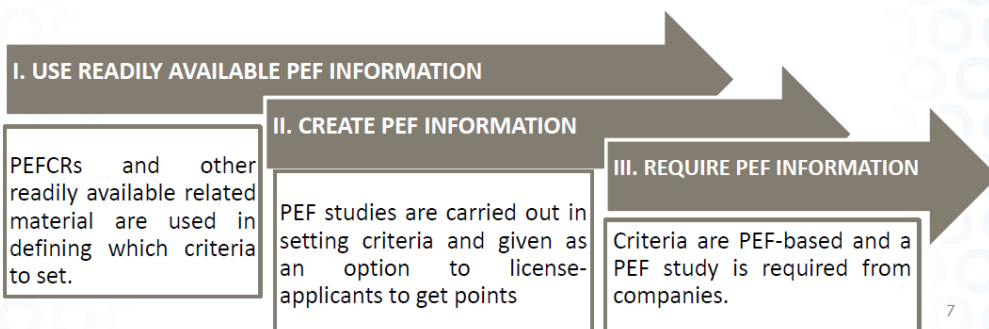 I. USE READILY AVAILABLE PEF INFORMATION
PEFCRs and other
readily available related
material are used in
defining which criteria
to set.
II. CREATE PEF INFORMATION
PEF studies are carried out in
setting criteria and given as
an option to license-
applicants to get points
III. REQUIRE PEF INFORMATION
Criteria are PEF-based and a
PEF study is required from
companies.
7